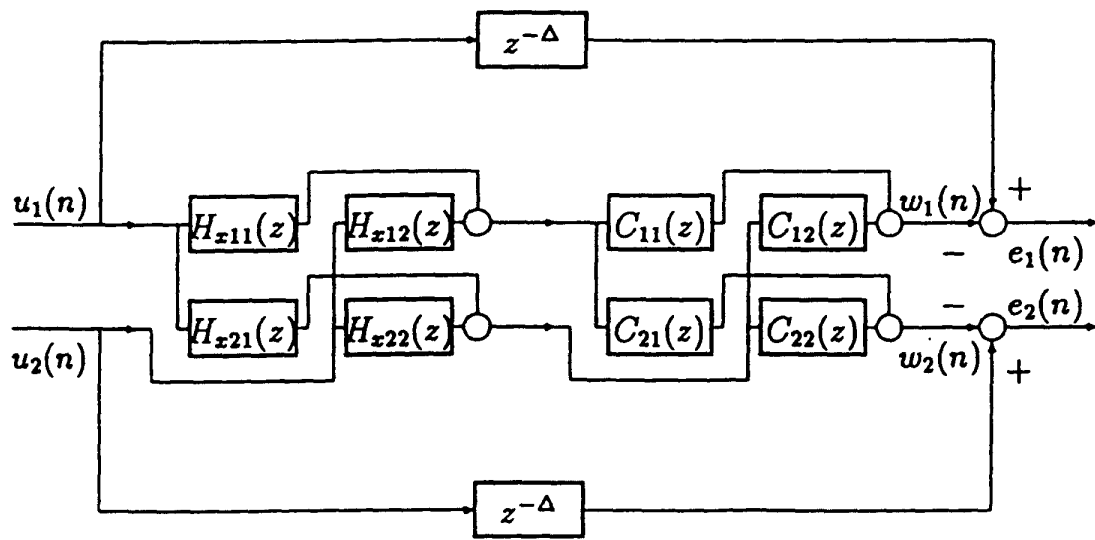 z^{-Δ}
u_1(n) H_{x11}(z) H_{x12}(z) C_{11}(z) C_{12}(z) w_1(n) +
− e_1(n)
H_{x21}(z) H_{x22}(z) C_{21}(z) C_{22}(z) − e_2(n)
u_2(n) w_2(n) +
z^{-Δ}